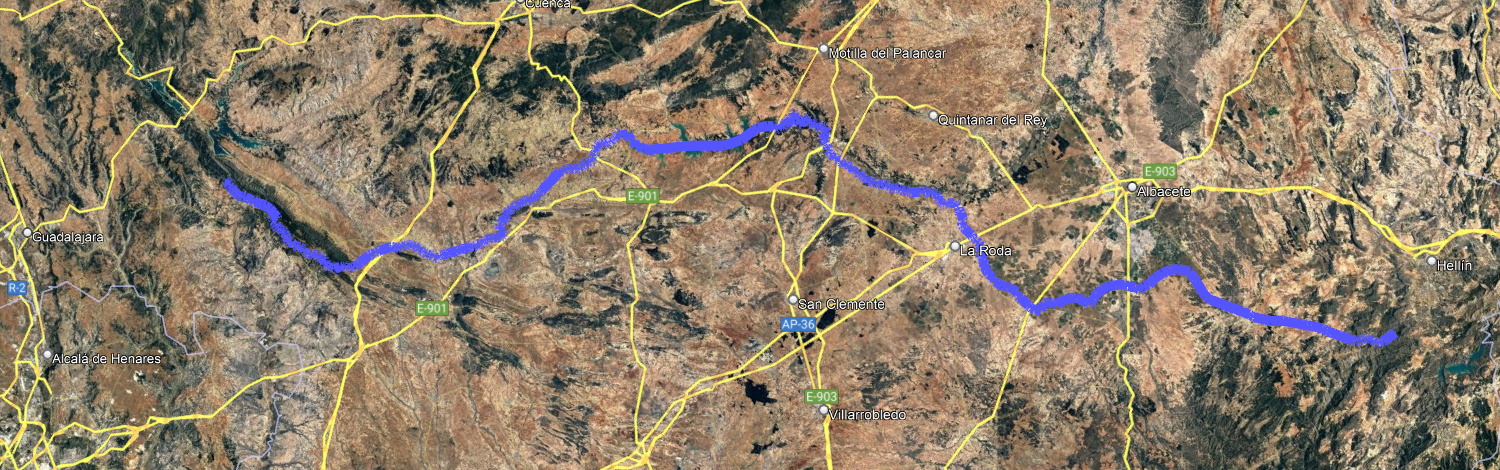 Cuenca
Motilla del Palancar
Quintanar del Rey
E-903
Albacete
E-901
Guadalajara
La Roda
Hellín
R-2
San Clemente
E-901
AP-36
Alcalá de Henares
E-903
Villarrobledo